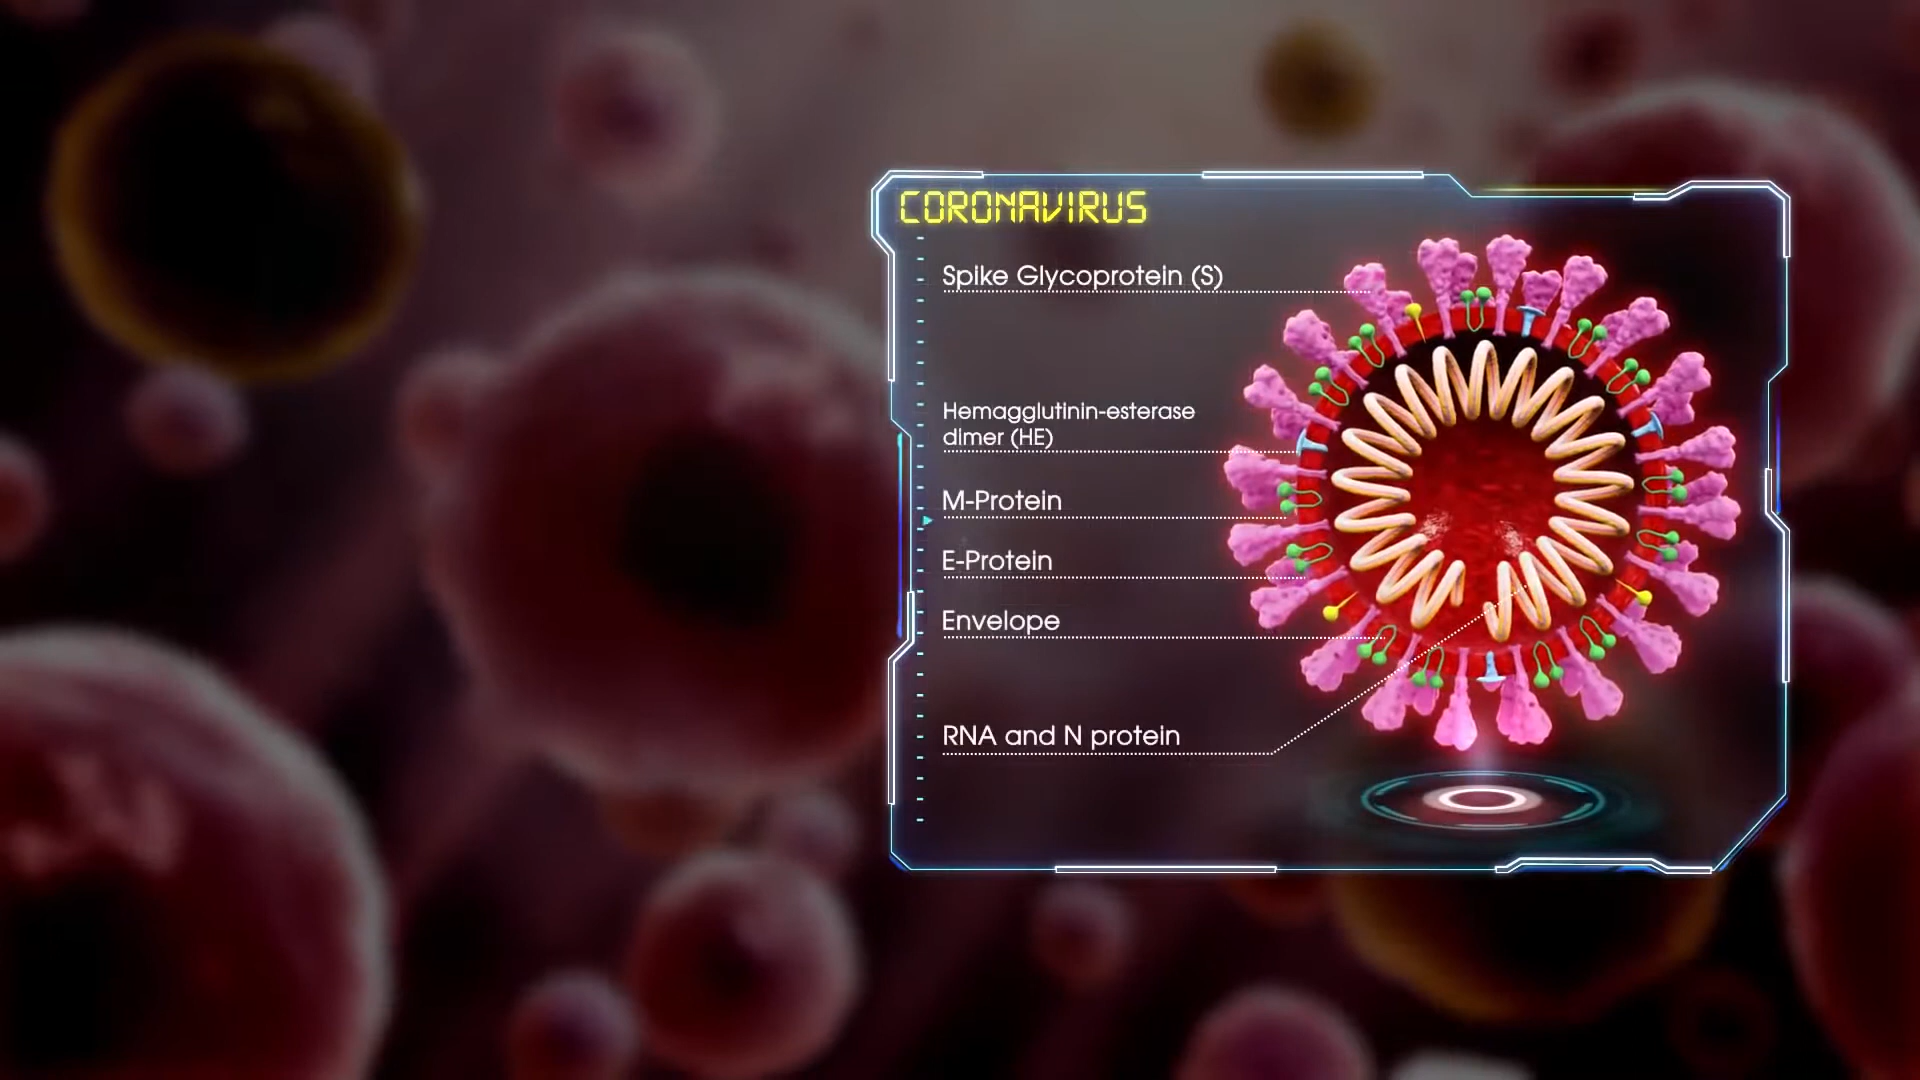 CORONAVIRUS
Spike Glycoprotein (S)
Hemagglutinin-esterase
dimer (HE)
M-Protein
E-Protein
Envelope
RNA and N protein